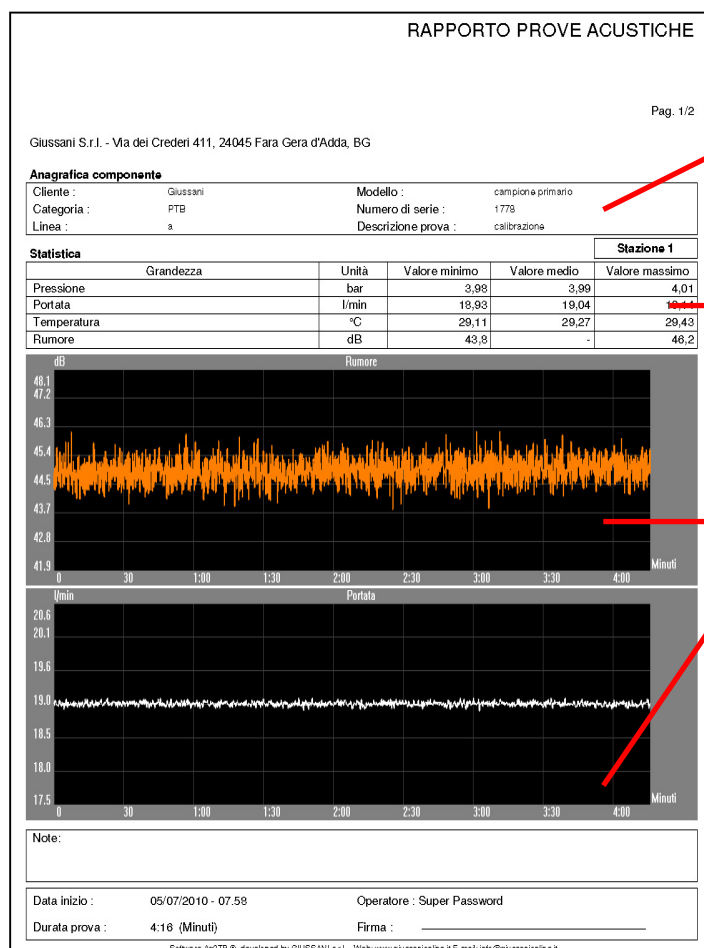 RAPPORTO PROVE ACUSTICHE
Pag. 1/2
Giussani S.r.l. - Via dei Crederi 411, 24045 Fara Gera d'Adda, BG
Anagrafica componente
Cliente : Giussani Modello : campione primario
Categoria : PTB Numero di serie : 1778
Linea : a Descrizione prova : calibrazione
Statistica Stazione 1
Grandezza Unità Valore minimo Valore medio Valore massimo
Pressione bar 3,98 3,99 4,01
Portata l/min 18,93 19,04
Temperatura °C 29,11 29,27 29,43
Rumore dB 43,8 - 46,2
dB Rumore
48.1
47.2
46.3
45.4
44.5
43.7
42.8
41.9
0 30 1:00 1:30 2:00 2:30 3:00 3:30 4:00 Minuti
l/min Portata
20.6
20.1
19.6
19.0
18.5
18.0
17.5
0 30 1:00 1:30 2:00 2:30 3:00 3:30 4:00 Minuti
Note:
Data inizio : 05/07/2010 - 07.58 Operatore : Super Password
Durata prova : 4:16 (Minuti) Firma :